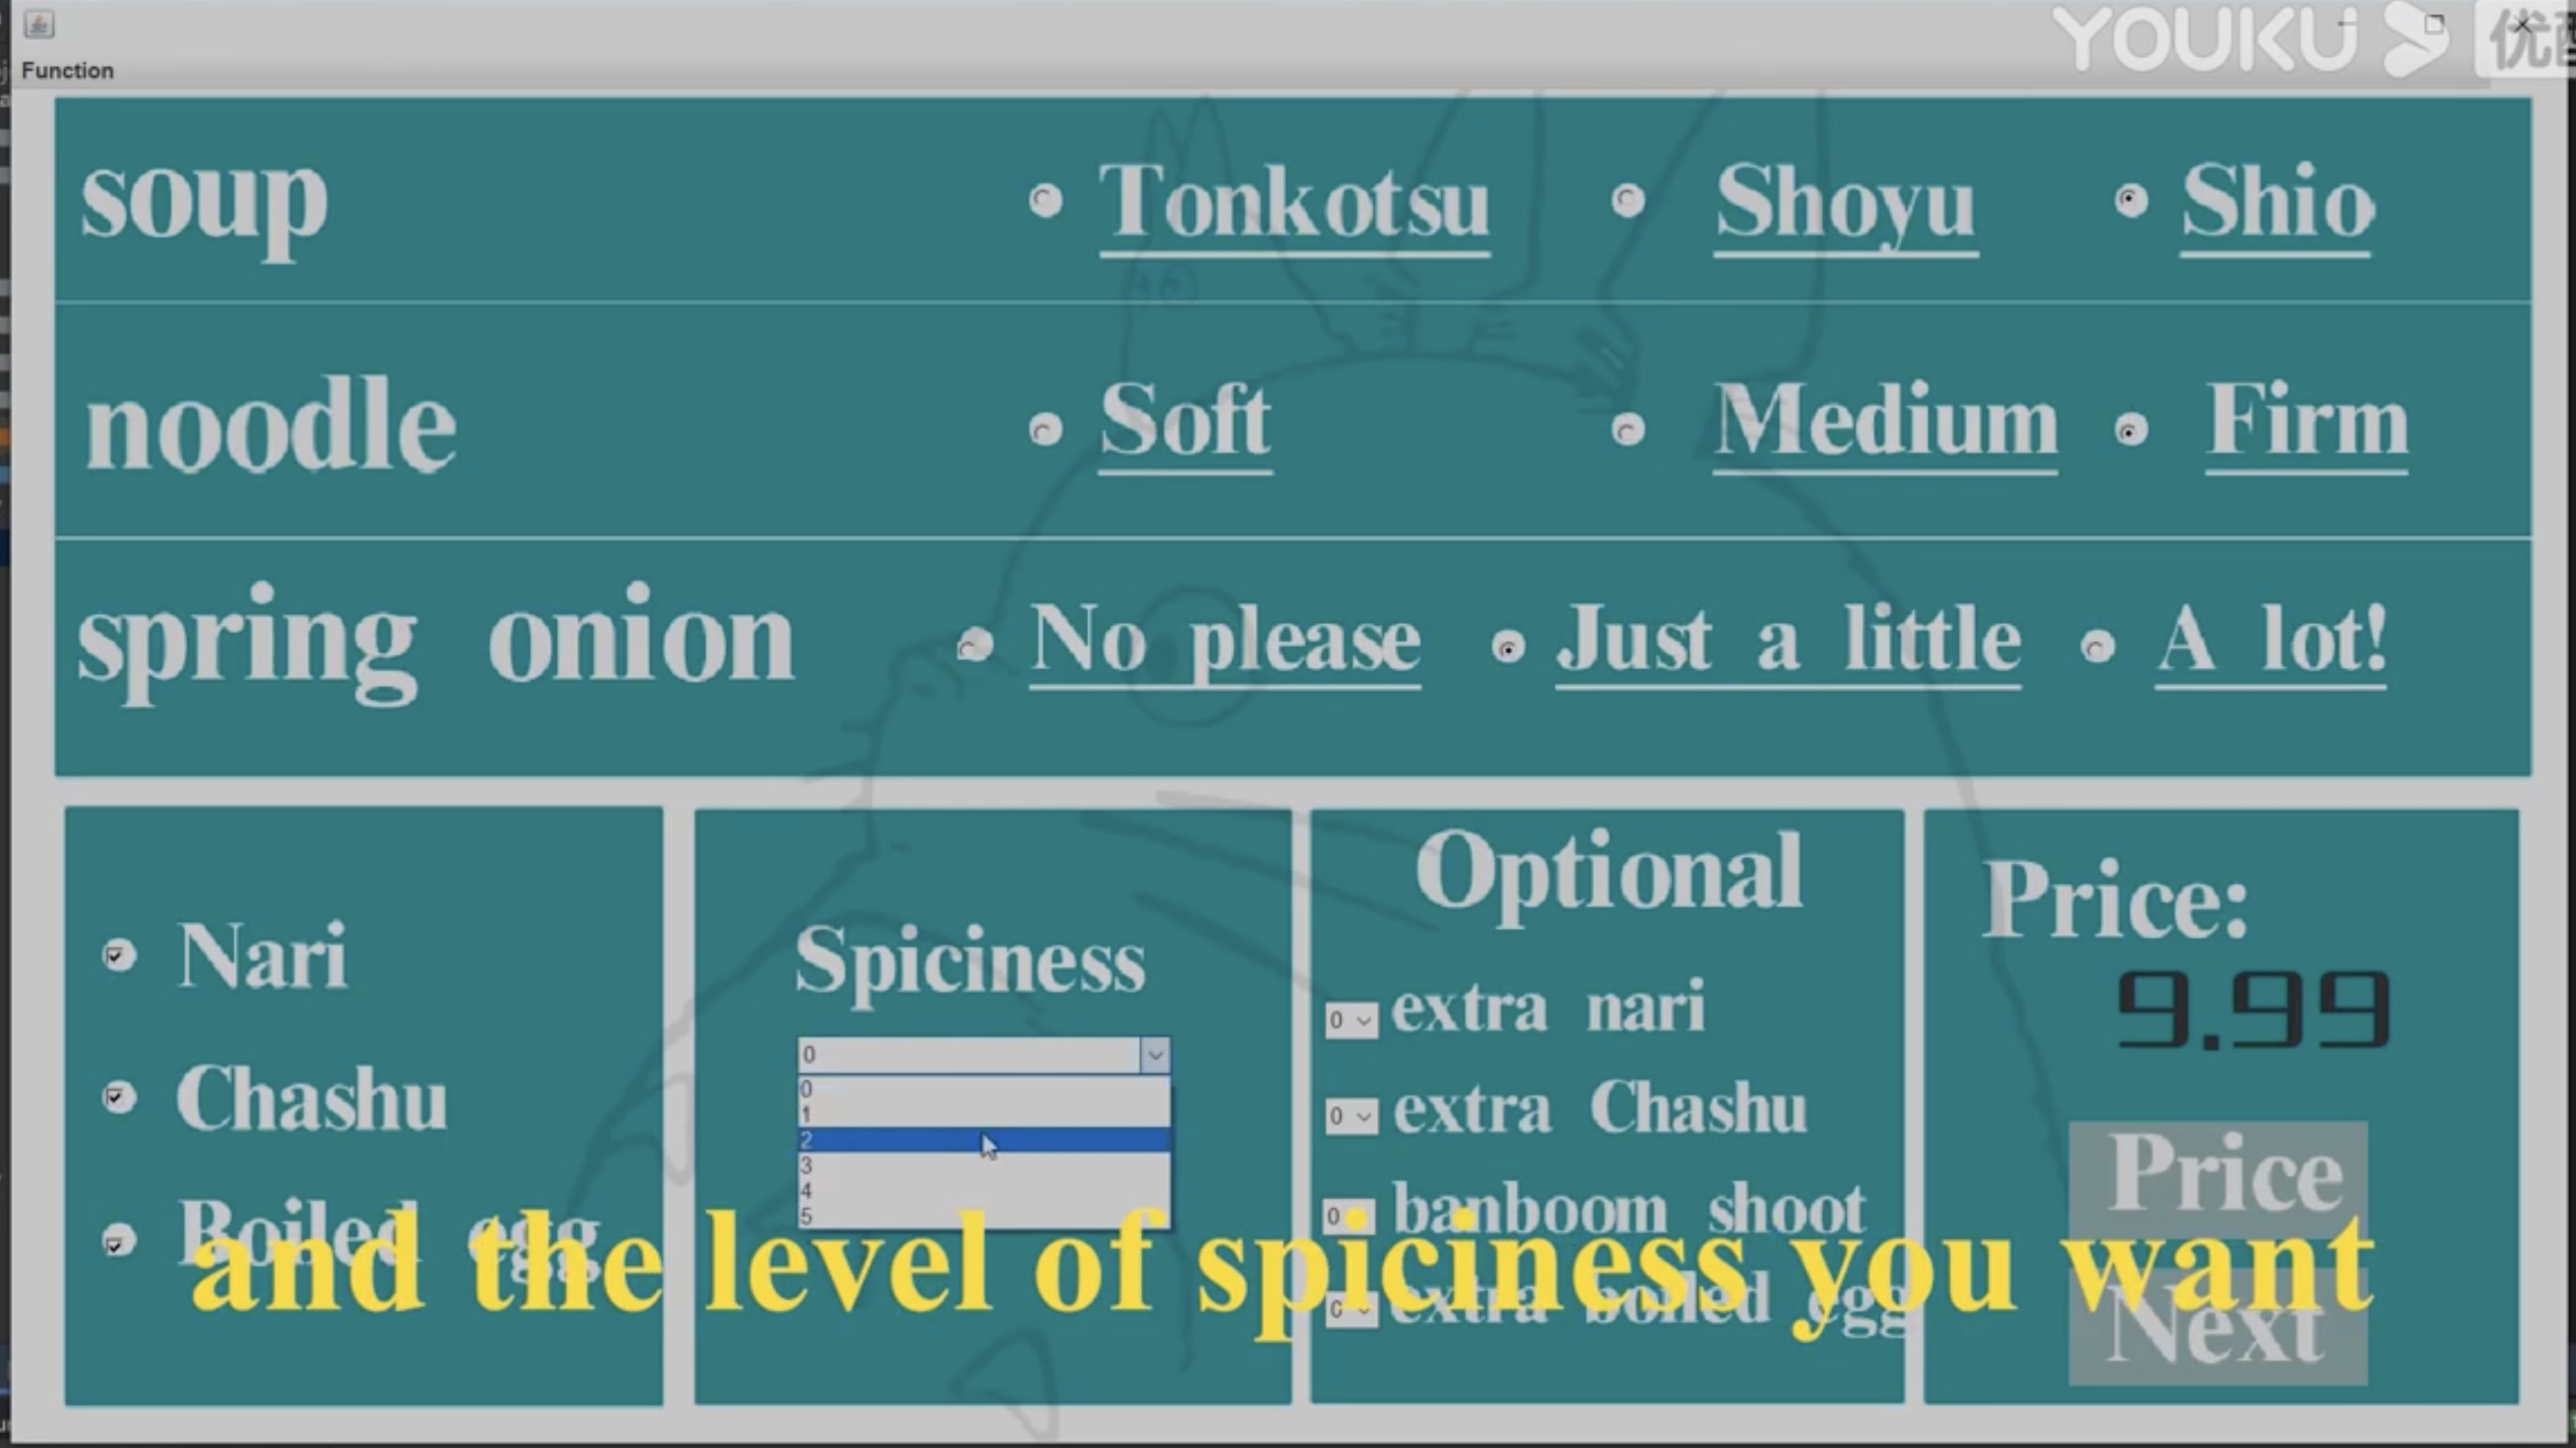 YOUKU 优酷
Function
soup Tonkotsu Shoyu Shio
noodle Soft Medium Firm
spring onion No please Just a little A lot!
Nari
Chashu
Boiled egg
Spiciness
0
0
1
2
3
4
5
Optional
0 extra nari
0 extra Chashu
0 banboom shoot
0 extra boiled egg
Price:
9.99
Price
Next
and the level of spiciness you want